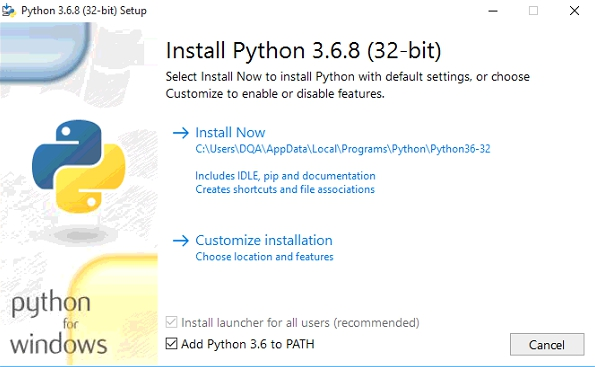 Python 3.6.8 (32-bit) Setup
Install Python 3.6.8 (32-bit)
Select Install Now to install Python with default settings, or choose
Customize to enable or disable features.
Install Now
C:\Users\DQA\AppData\Local\Programs\Python\Python36-32
Includes IDLE, pip and documentation
Creates shortcuts and file associations
Customize installation
Choose location and features
python
for
windows
Install launcher for all users (recommended)
Add Python 3.6 to PATH
Cancel